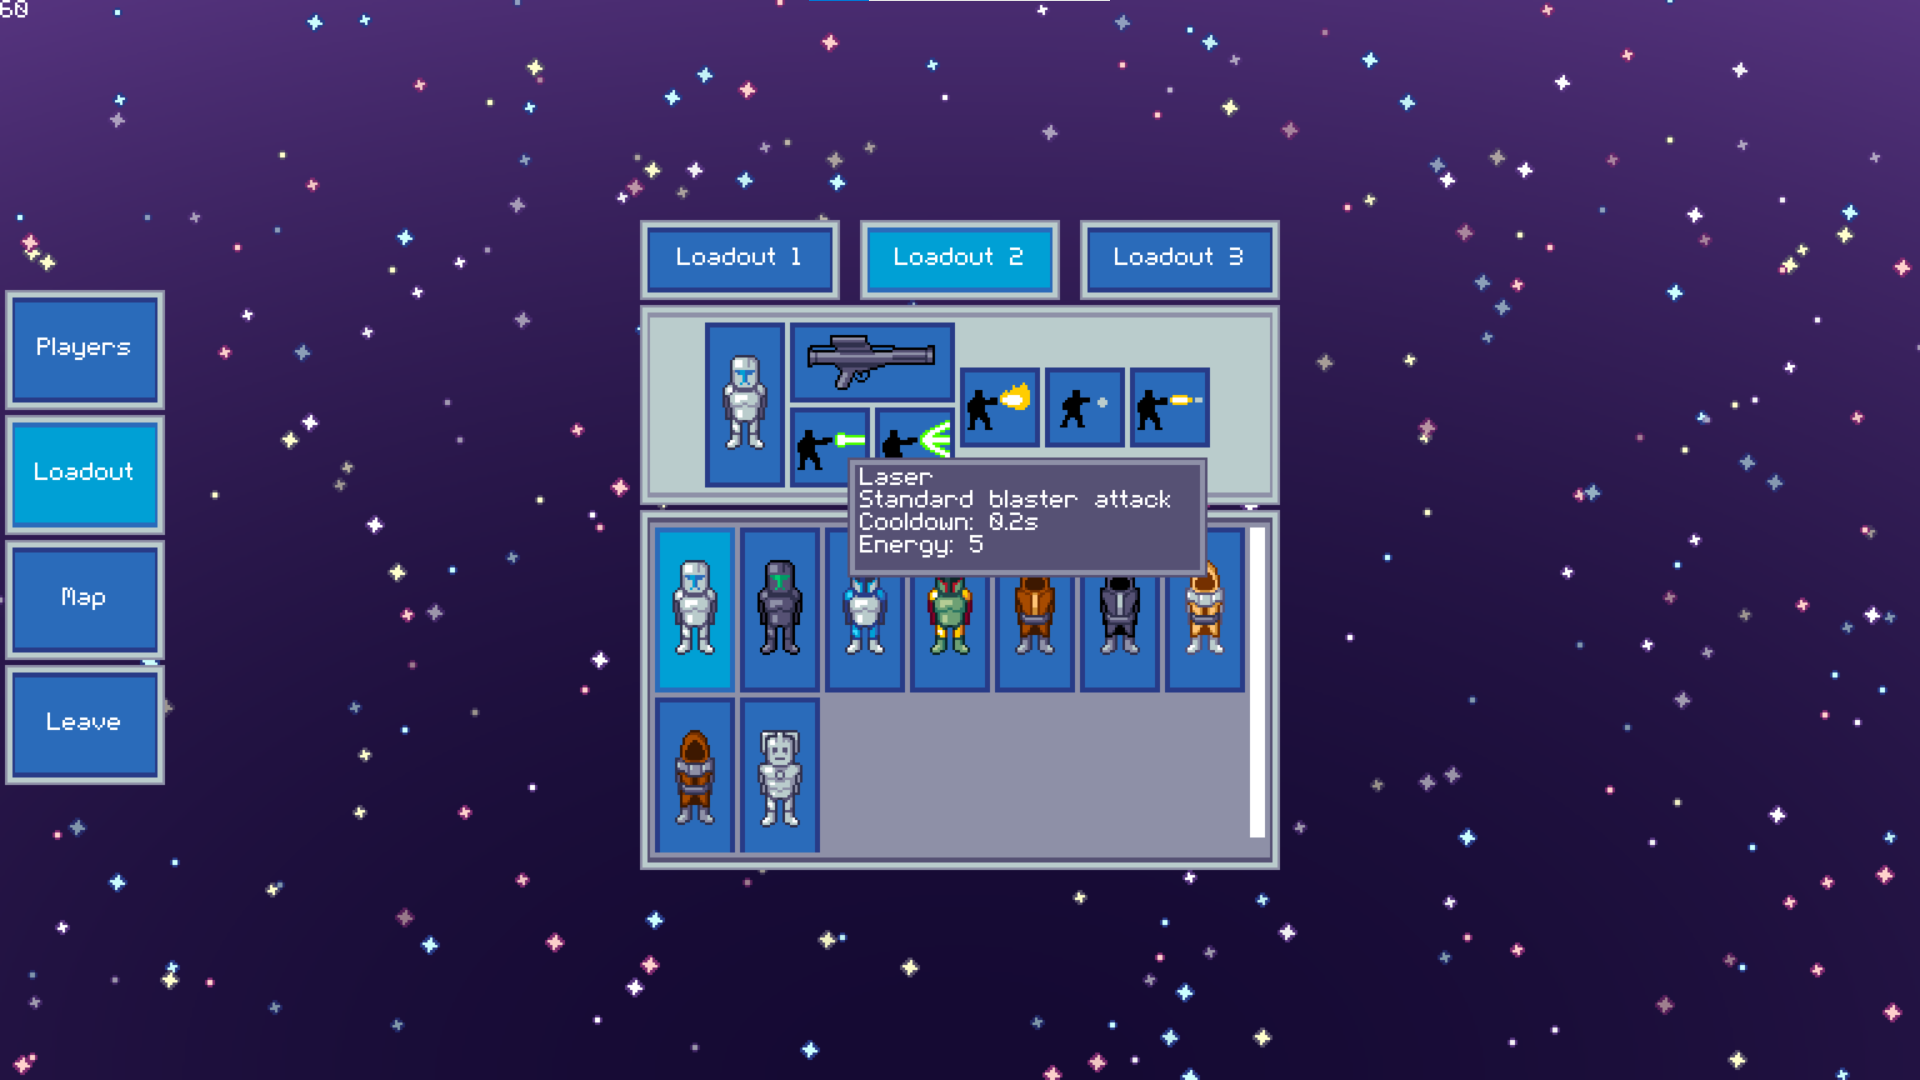 60
Loadout 1
Loadout 2
Loadout 3
Players
Loadout
Map
Leave
Laser
Standard blaster attack
Cooldown: 0.2s
Energy: 5